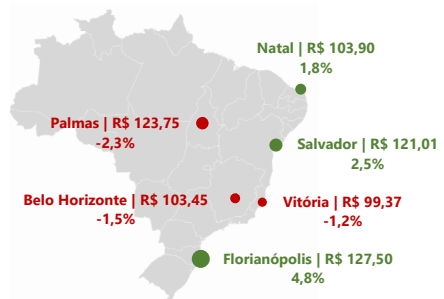 Natal | R$ 103,90
1,8%
Palmas | R$ 123,75
-2,3%
Salvador | R$ 121,01
2,5%
Belo Horizonte | R$ 103,45
-1,5%
Vitória | R$ 99,37
-1,2%
Florianópolis | R$ 127,50
4,8%